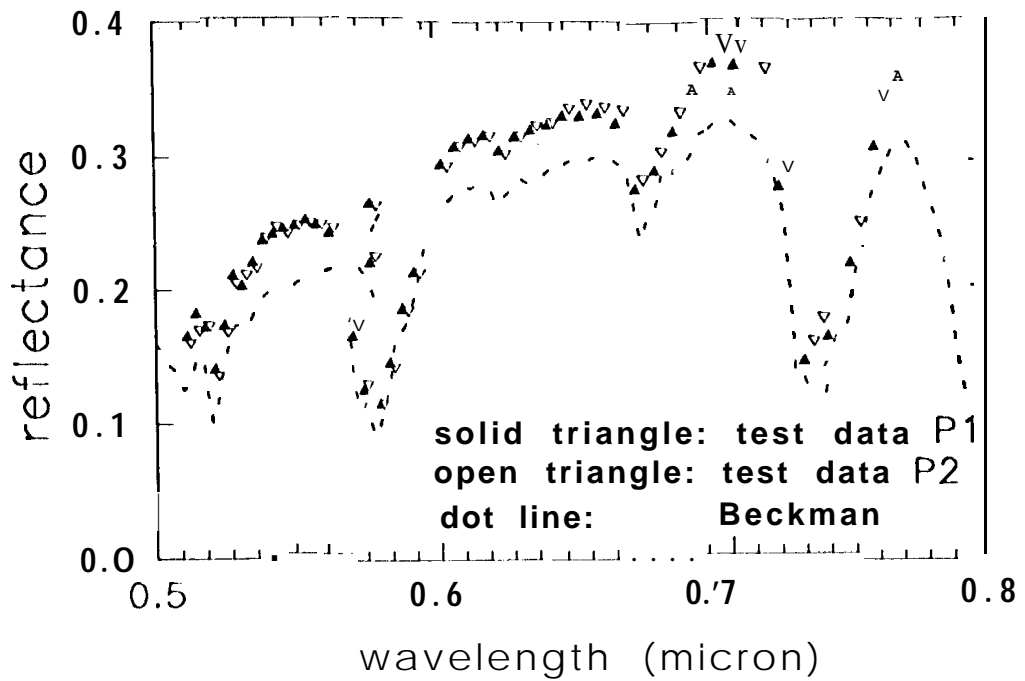 0.4
0.3
0.2
0.1
0.0
reflectance
Vv
A
A
V
A
V
V
V
solid triangle: test data P1
open triangle: test data P2
dot line: Beckman
0.5 0.6 0.'7 0.8
wavelength (micron)